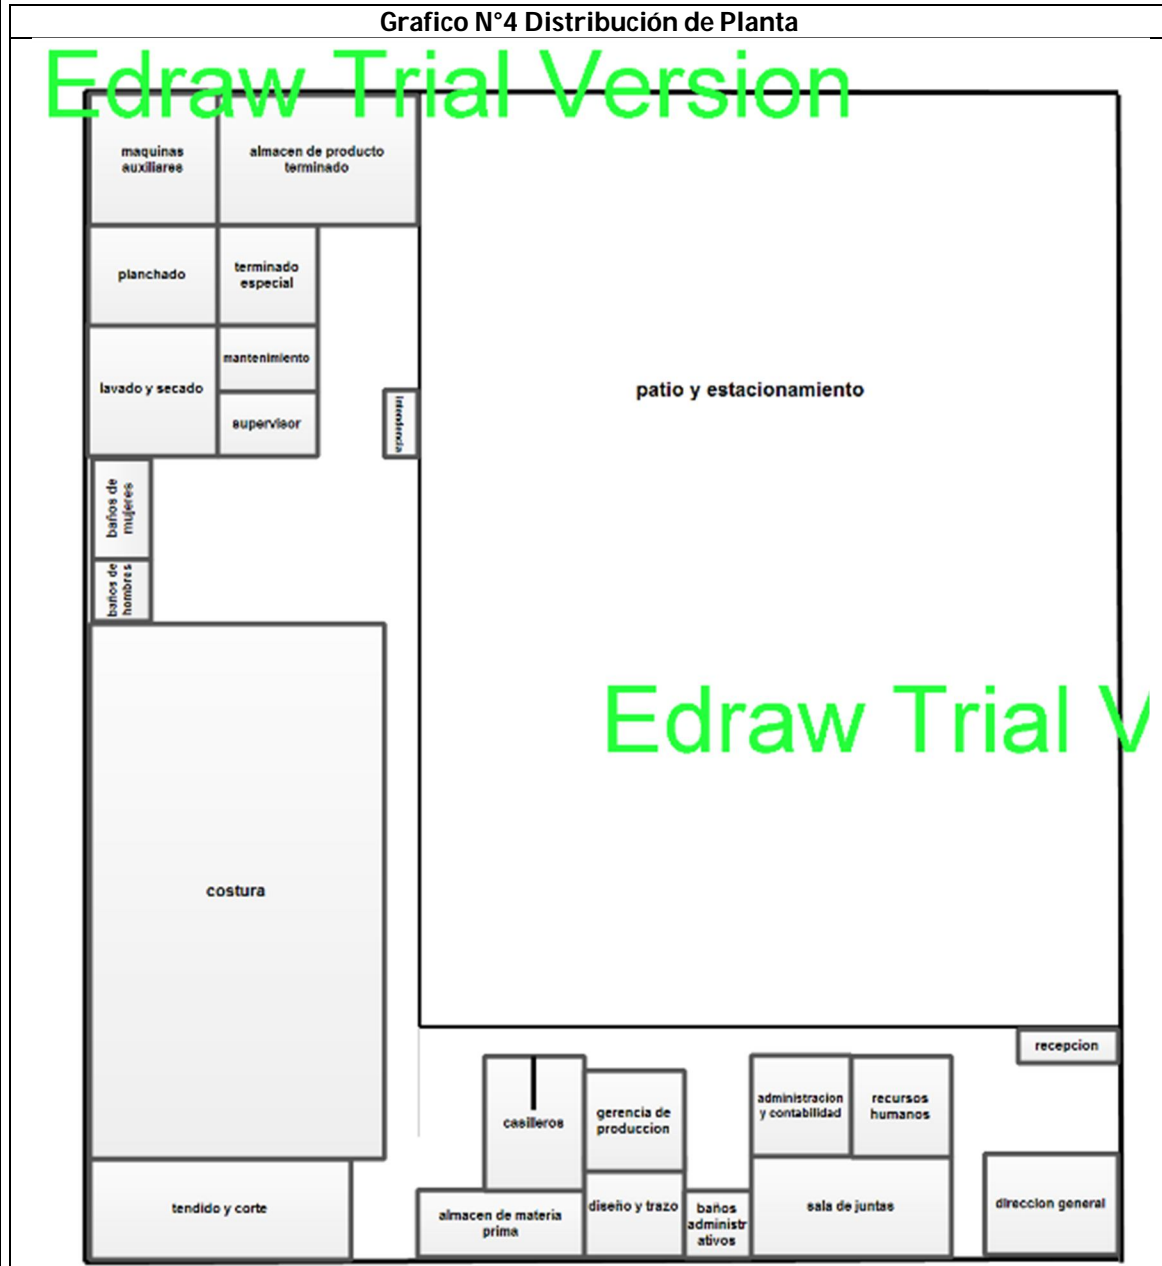 Grafico N°4 Distribución de Planta
Edraw Trial Version
maquinas
auxiliares
almacen de producto
terminado
planchado
terminado
especial
mantenimiento
lavado y secado
supervisor
intendencia
patio y estacionamiento
baños de
mujeres
baños de
hombres
Edraw Trial V
costura
recepcion
administracion
y contabilidad
recursos
humanos
gerencia de
produccion
casilleros
tendido y corte
almacen de materia
prima
diseño y trazo
baños
administr
ativos
sala de juntas
direccion general